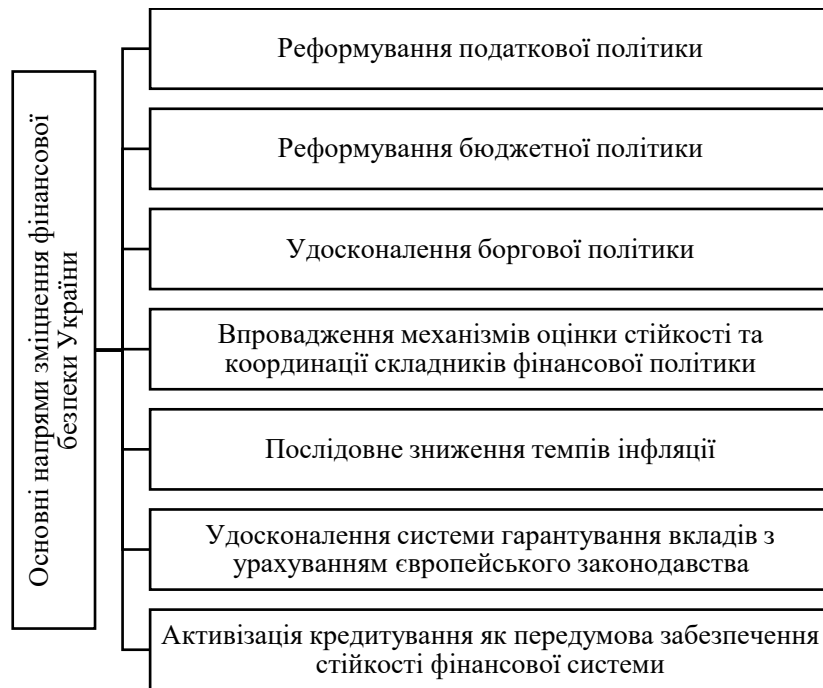 Основні напрями зміцнення фінансової
безпеки України
Реформування податкової політики
Реформування бюджетної політики
Удосконалення боргової політики
Впровадження механізмів оцінки стійкості та
координації складників фінансової політики
Послідовне зниження темпів інфляції
Удосконалення системи гарантування вкладів з
урахуванням європейського законодавства
Активізація кредитування як передумова забезпечення
стійкості фінансової системи